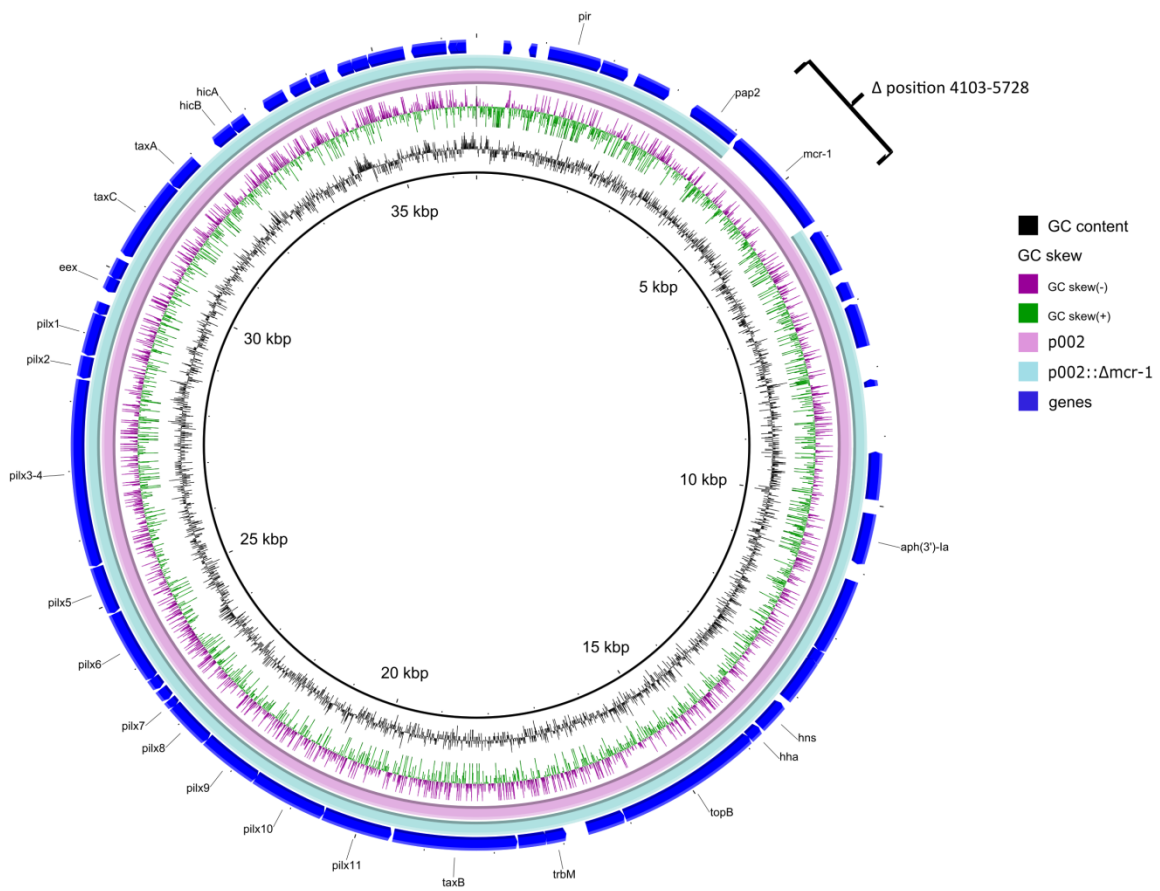 pir
pap2
Δ position 4103-5728
mcr-1
hicA
hicB
taxA
taxC
eex
pilx1
pilx2
pilx3-4
pilx5
pilx6
pilx7
pilx8
pilx9
pilx10
pilx11
taxB
trbM
topB
hha
hns
aph(3')-Ia
35 kbp
5 kbp
30 kbp
10 kbp
25 kbp
15 kbp
20 kbp
GC content
GC skew
GC skew(-)
GC skew(+)
p002
p002::Δmcr-1
genes